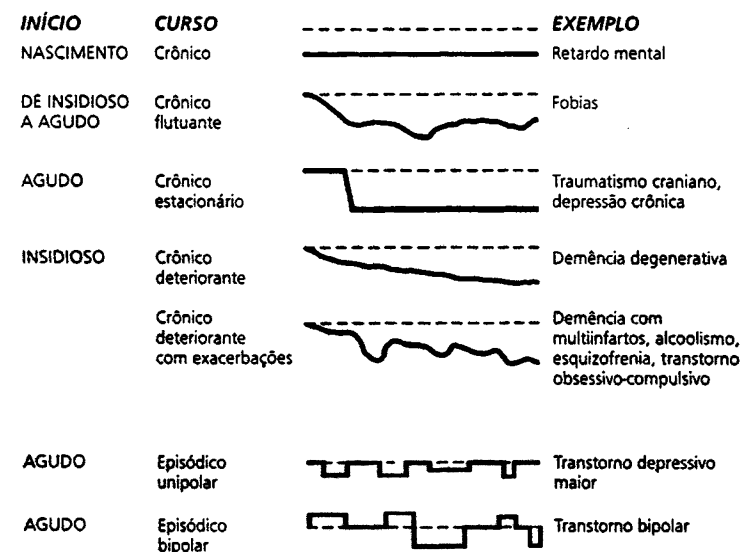 INÍCIO CURSO EXEMPLO
NASCIMENTO Crônico Retardo mental
DE INSIDIOSO Crônico Fobias
A AGUDO flutuante
AGUDO Crônico Traumatismo craniano,
estacionário depressão crônica
INSIDIOSO Crônico Demência degenerativa
deteriorante
Crônico Demência com
deteriorante multiinfartos, alcoolismo,
com exacerbações esquizofrenia, transtorno
obsessivo-compulsivo
AGUDO Episódico Transtorno depressivo
unipolar maior
AGUDO Episódico Transtorno bipolar
bipolar